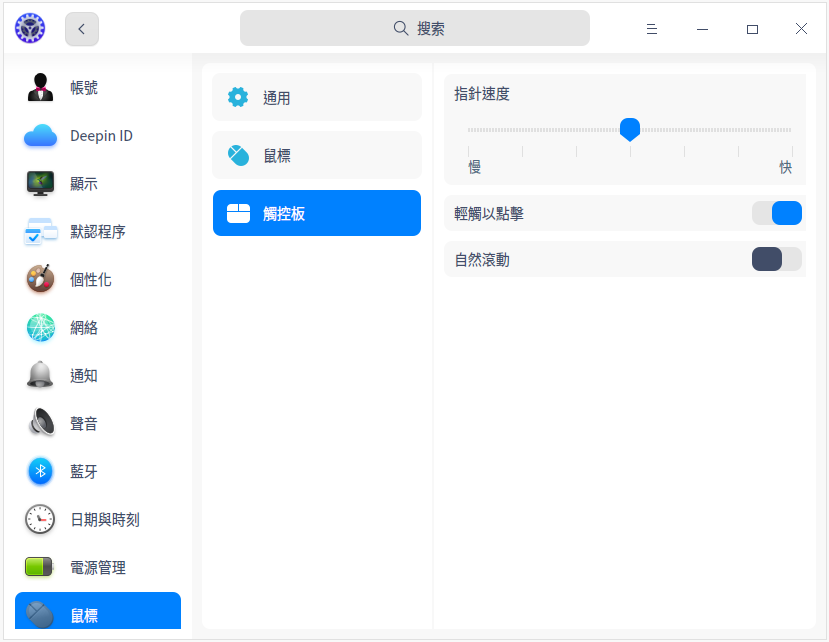 搜索
帳號
Deepin ID
顯示
默認程序
個性化
網絡
通知
聲音
藍牙
日期與時刻
電源管理
鼠標
通用
鼠標
觸控板
指針速度
慢 快
輕觸以點擊
自然滾動